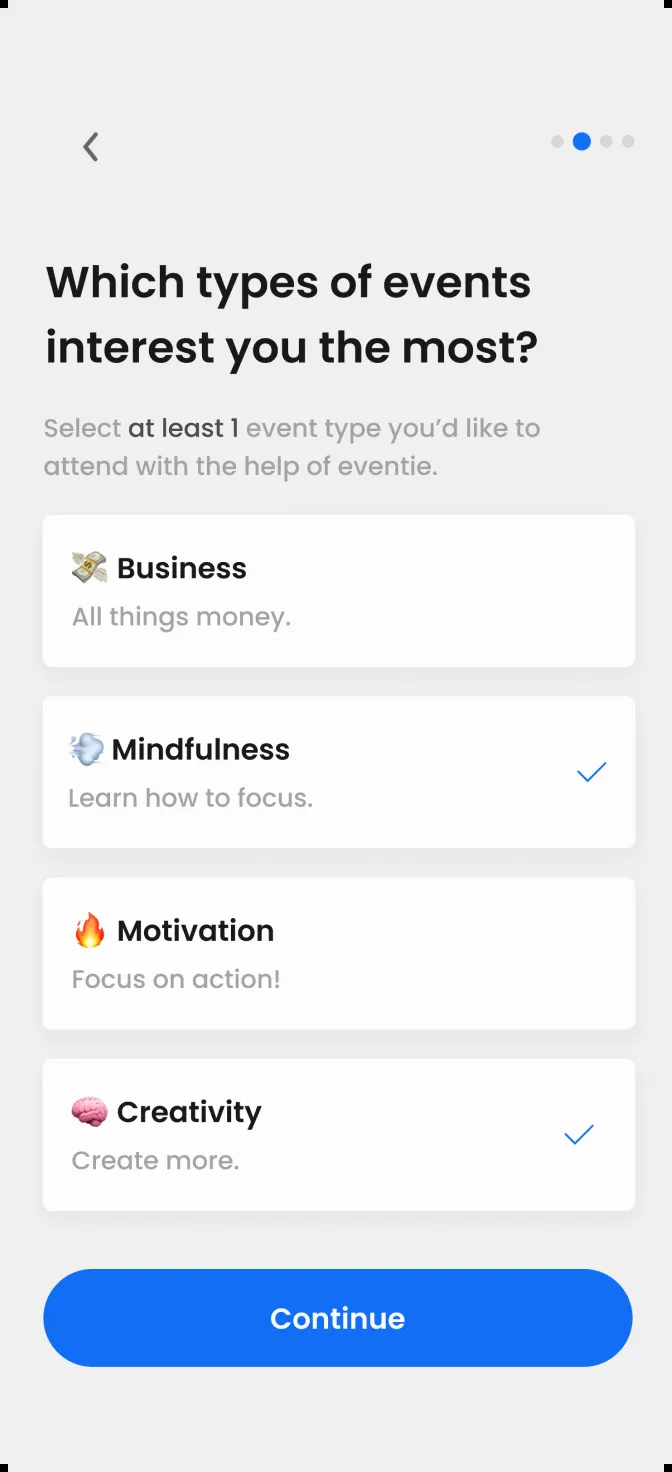 Which types of events
interest you the most?
Select at least 1 event type you’d like to
attend with the help of eventie.
💸 Business
All things money.
💨 Mindfulness
Learn how to focus.
🔥 Motivation
Focus on action!
🧠 Creativity
Create more.
Continue